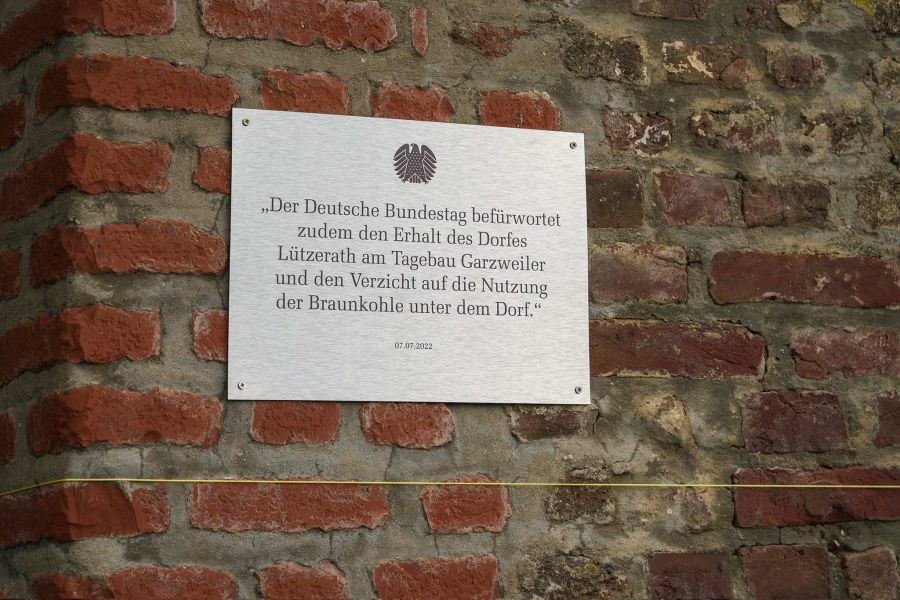 „Der Deutsche Bundestag befürwortet
zudem den Erhalt des Dorfes
Lützerath am Tagebau Garzweiler
und den Verzicht auf die Nutzung
der Braunkohle unter dem Dorf.“
07.07.2022